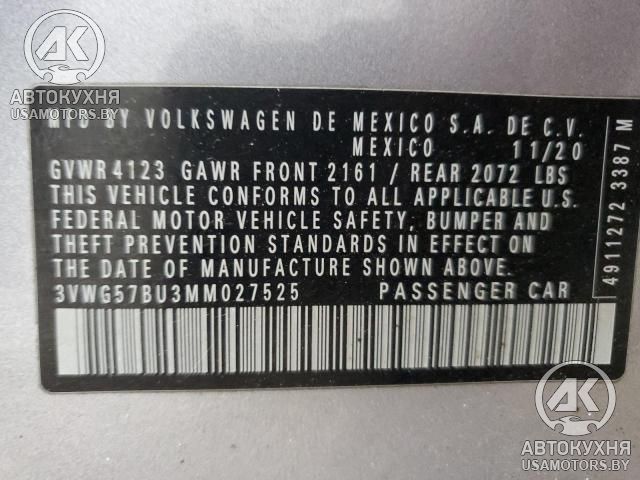 АК
АВТОКУХНЯ
USAMOTORS.BY
MFD BY VOLKSWAGEN DE MEXICO S.A. DE C.V.
MEXICO 11/20
GVWR 4123 GAWR FRONT 2161 / REAR 2072 LBS
THIS VEHICLE CONFORMS TO ALL APPLICABLE U.S.
FEDERAL MOTOR VEHICLE SAFETY, BUMPER AND
THEFT PREVENTION STANDARDS IN EFFECT ON
THE DATE OF MANUFACTURE SHOWN ABOVE.
3VWG57BU3MM027525 PASSENGER CAR
4911272 3387 M
АК
АВТОКУХНЯ
USAMOTORS.BY